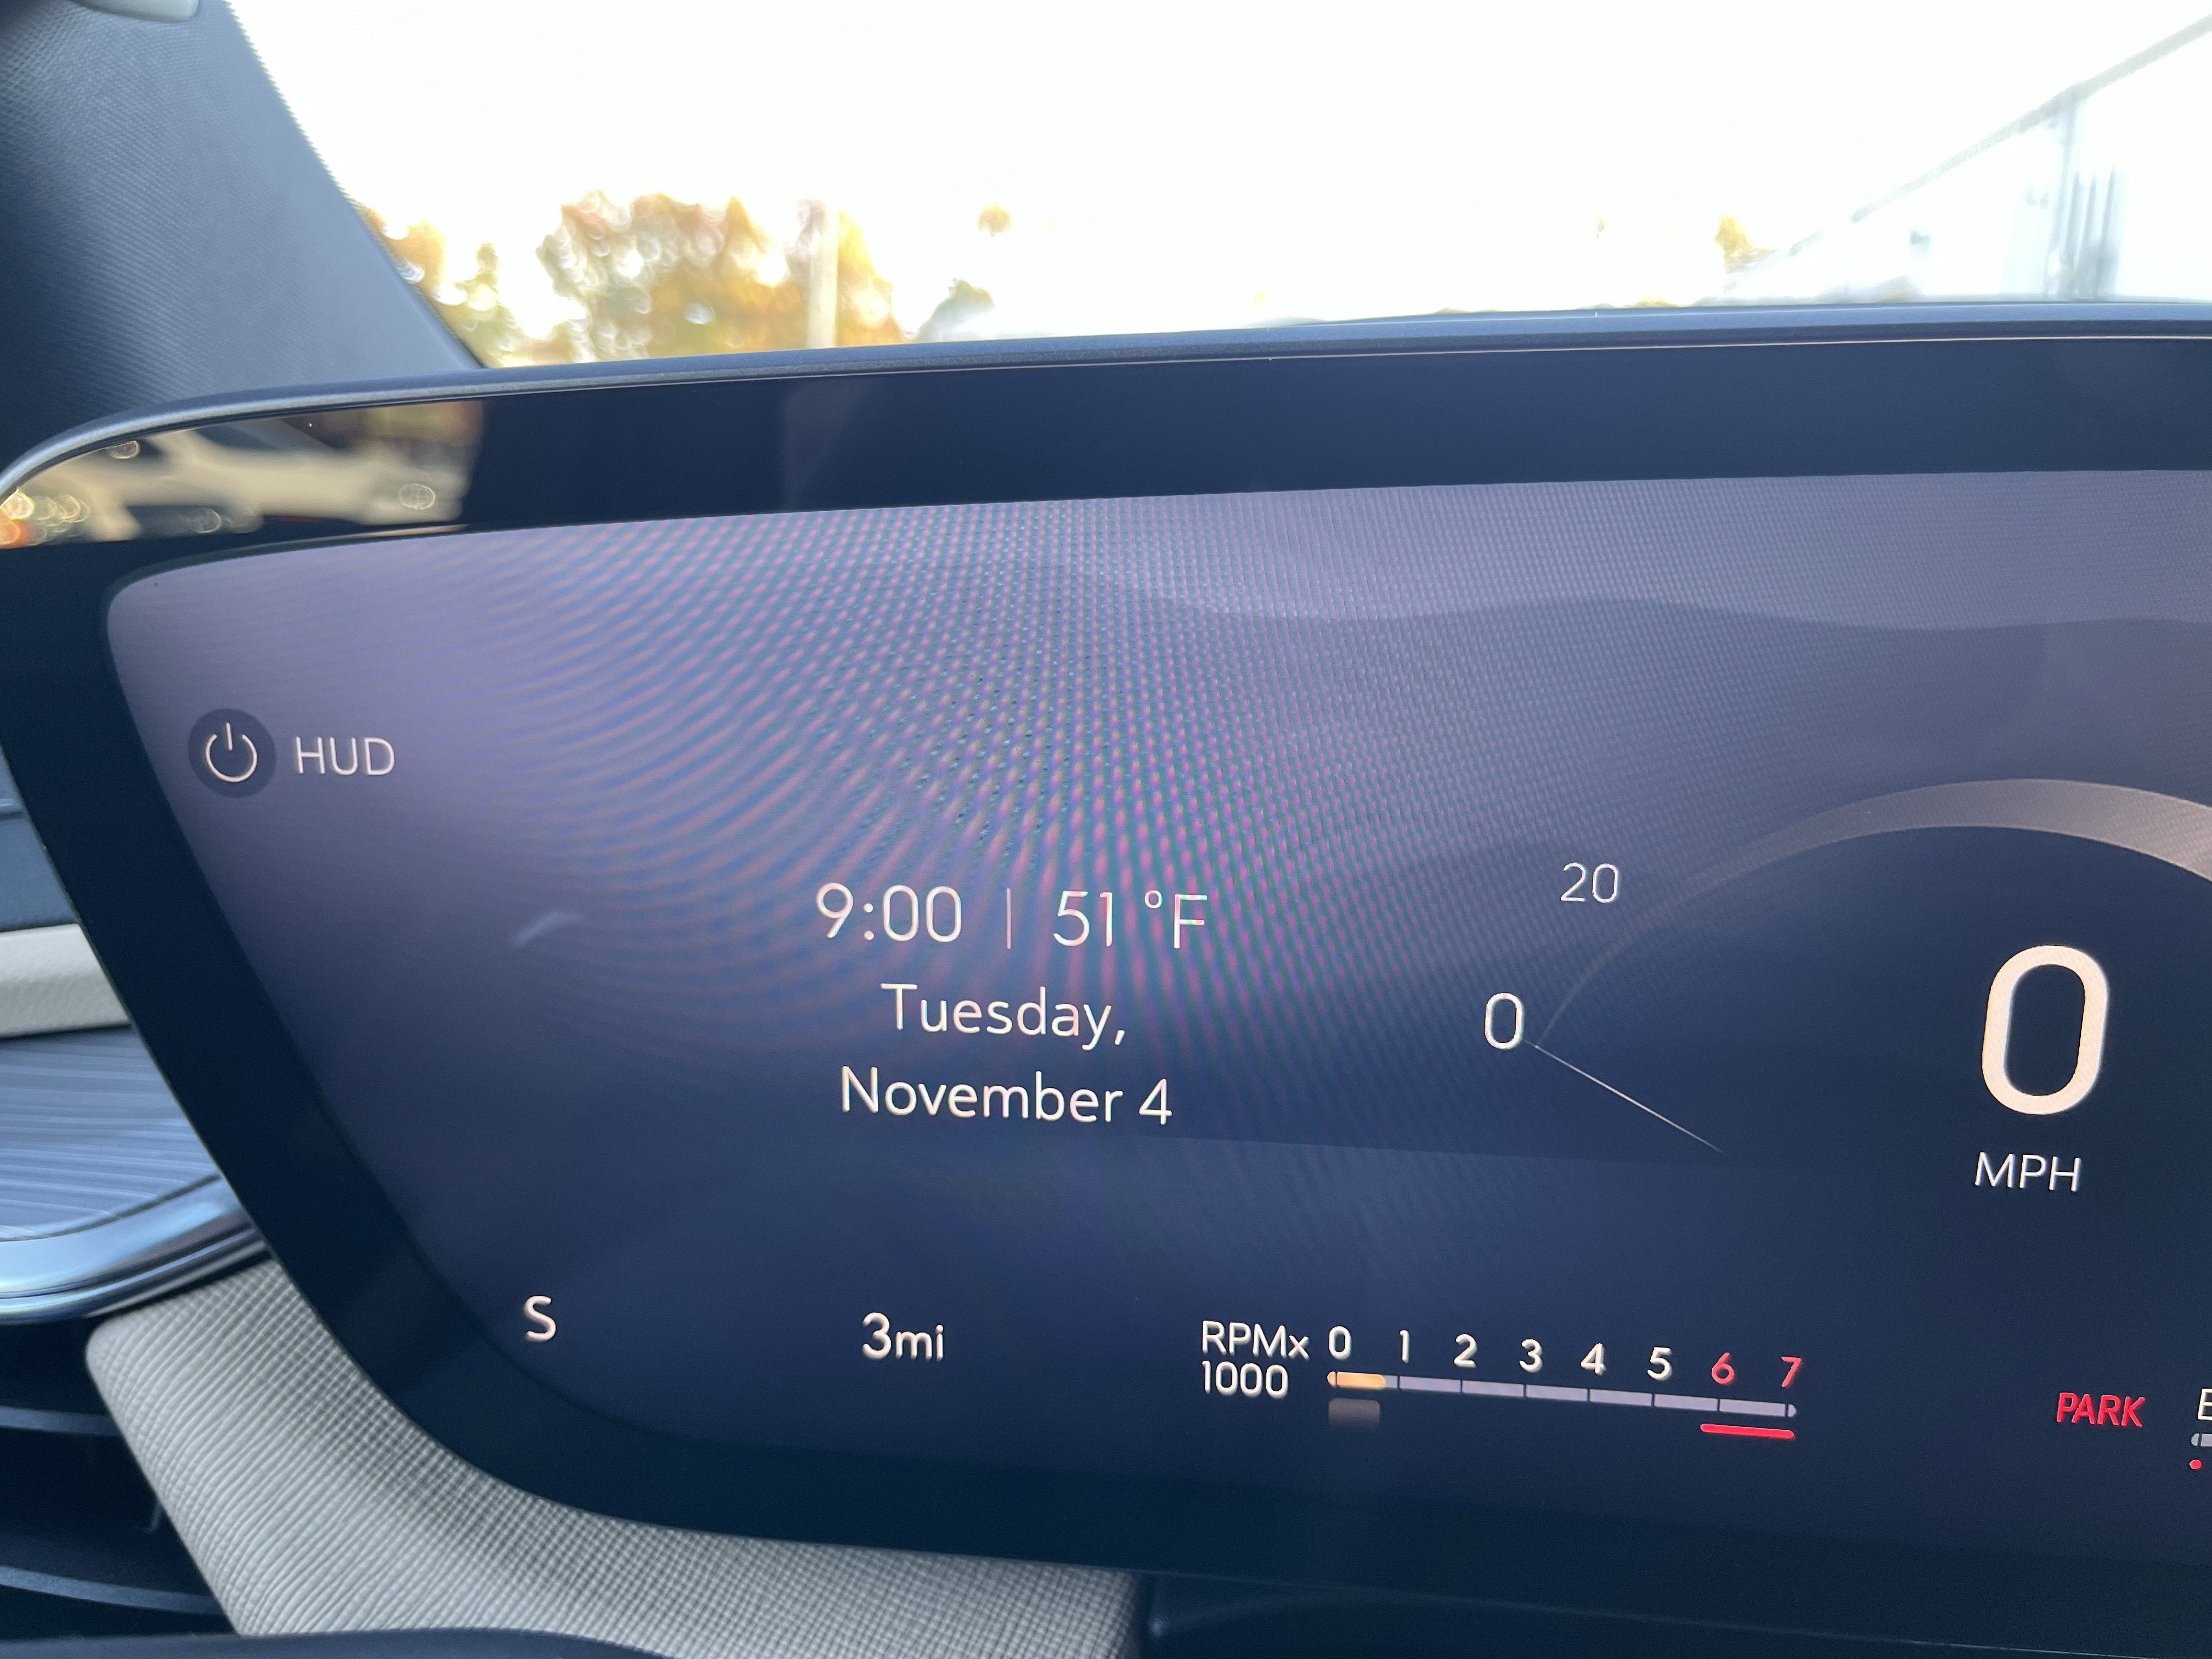 HUD
9:00 | 51 °F
Tuesday,
November 4
20
0
0
MPH
S
3mi
RPMx
1000
0 1 2 3 4 5 6 7
PARK